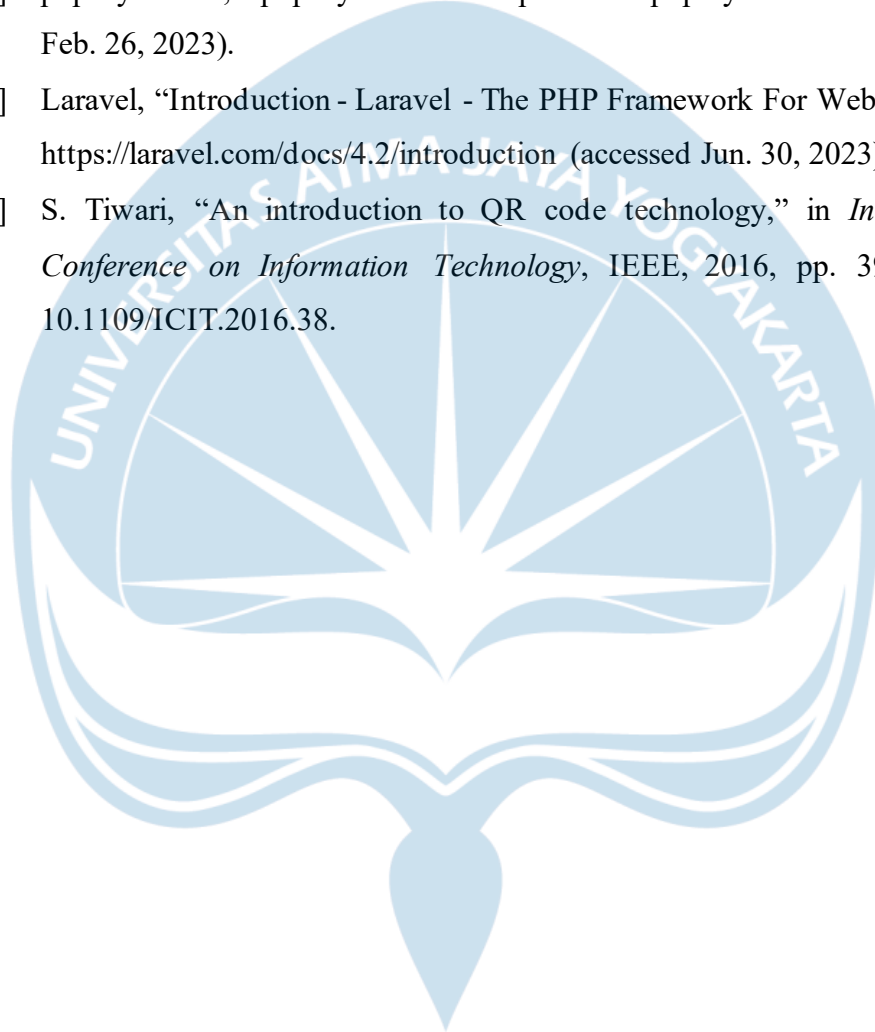 Feb. 26, 2023).
] Laravel, “Introduction - Laravel - The PHP Framework For Web
https://laravel.com/docs/4.2/introduction (accessed Jun. 30, 2023)
] S. Tiwari, “An introduction to QR code technology,” in In
Conference on Information Technology, IEEE, 2016, pp. 39
10.1109/ICIT.2016.38.
UNIVERSITAS ATMA JAYA YOGYAKARTA